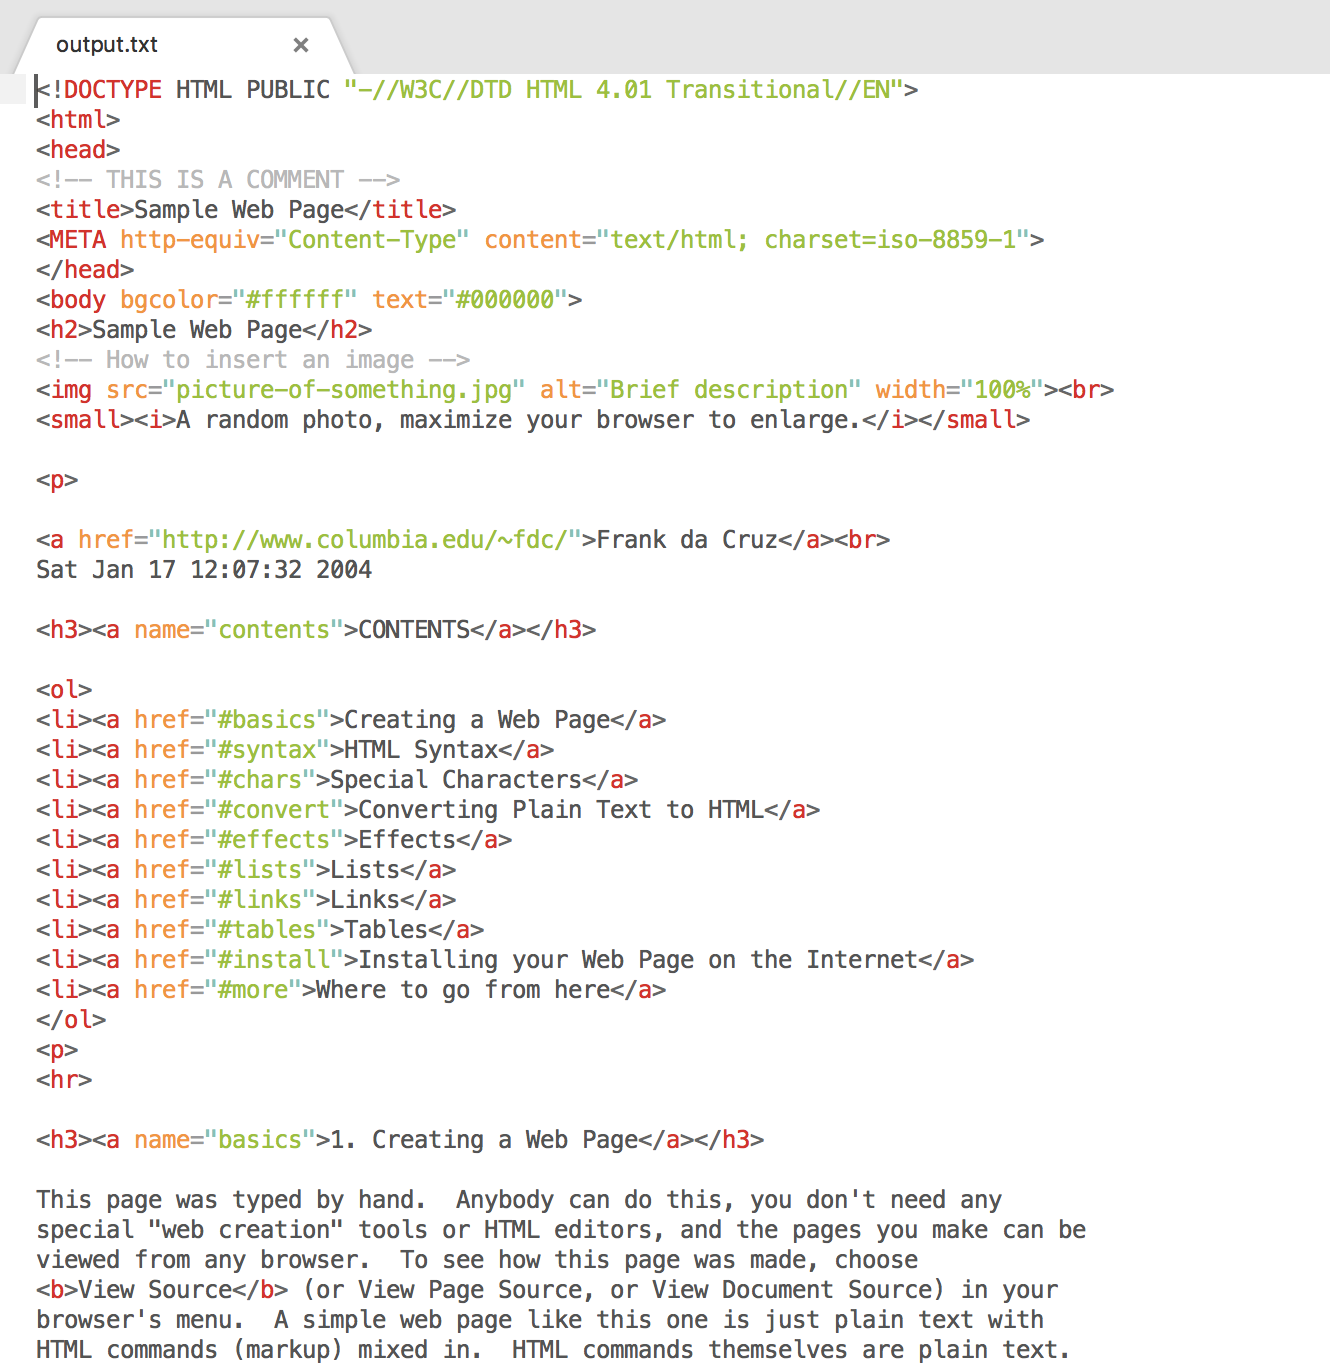 output.txt
<!DOCTYPE HTML PUBLIC "-//W3C//DTD HTML 4.01 Transitional//EN">
<html>
<head>
<!-- THIS IS A COMMENT -->
<title>Sample Web Page</title>
<META http-equiv="Content-Type" content="text/html; charset=iso-8859-1">
</head>
<body bgcolor="#ffffff" text="#000000">
<h2>Sample Web Page</h2>
<!-- How to insert an image -->
<img src="picture-of-something.jpg" alt="Brief description" width="100%"><br>
<small><i>A random photo, maximize your browser to enlarge.</i></small>

<p>

<a href="http://www.columbia.edu/~fdc/">Frank da Cruz</a><br>
Sat Jan 17 12:07:32 2004

<h3><a name="contents">CONTENTS</a></h3>

<ol>
<li><a href="#basics">Creating a Web Page</a>
<li><a href="#syntax">HTML Syntax</a>
<li><a href="#chars">Special Characters</a>
<li><a href="#convert">Converting Plain Text to HTML</a>
<li><a href="#effects">Effects</a>
<li><a href="#lists">Lists</a>
<li><a href="#links">Links</a>
<li><a href="#tables">Tables</a>
<li><a href="#install">Installing your Web Page on the Internet</a>
<li><a href="#more">Where to go from here</a>
</ol>
<p>
<hr>

<h3><a name="basics">1. Creating a Web Page</a></h3>

This page was typed by hand.  Anybody can do this, you don't need any
special "web creation" tools or HTML editors, and the pages you make can be
viewed from any browser.  To see how this page was made, choose
<b>View Source</b> (or View Page Source, or View Document Source) in your
browser's menu.  A simple web page like this one is just plain text with
HTML commands (markup) mixed in.  HTML commands themselves are plain text.